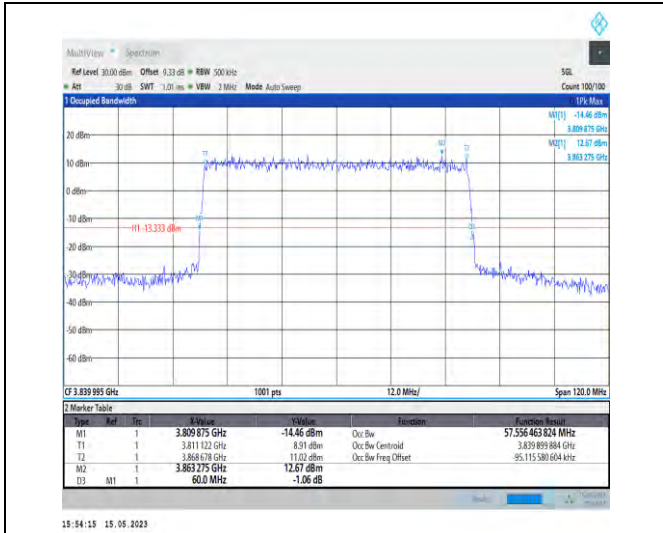 MultiView Spectrum
Ref Level 30.00 dBm Offset 9.33 dB RBW 500 kHz SGL
Att 30 dB SWT 1.01 ms VBW 2 MHz Mode Auto Sweep Count 100/100
1 Occupied Bandwidth 1Pk Max
M1[1] -14.46 dBm
3.809 875 GHz
M2[1] 12.67 dBm
3.863 275 GHz
20 dBm
10 dBm
0 dBm
-10 dBm
H1 -13.333 dBm
-20 dBm
-30 dBm
-40 dBm
-50 dBm
-60 dBm
CF 3.839 995 GHz 1001 pts 12.0 MHz/ Span 120.0 MHz
2 Marker Table
Type Ref Trc X-Value Y-Value Function Function Result
M1 1 3.809 875 GHz -14.46 dBm Occ Bw 57.556 463 824 MHz
T1 1 3.811 122 GHz 8.91 dBm Occ Bw Centroid 3.839 899 884 GHz
T2 1 3.868 678 GHz 11.02 dBm Occ Bw Freq Offset -95.115 580 604 kHz
M2 1 3.863 275 GHz 12.67 dBm
D3 M1 1 60.0 MHz -1.06 dB
15:54:15 15.05.2023